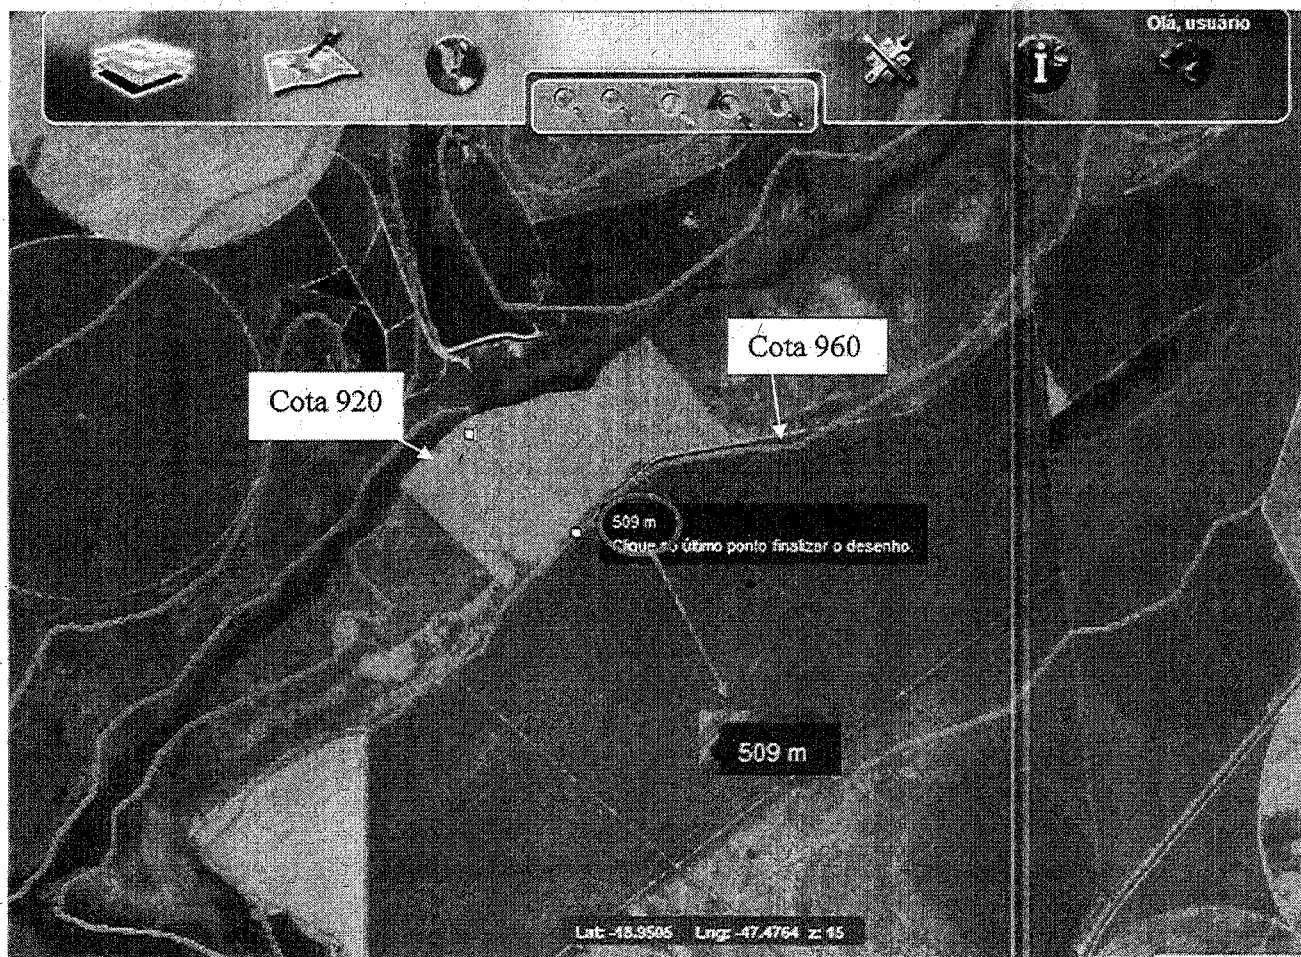 Olá, usuário
Cota 960
Cota 920
509 m
Clique no último ponto finalizar o desenho.
509 m
Lat: -18.9505 Lng: -47.4764 z: 15